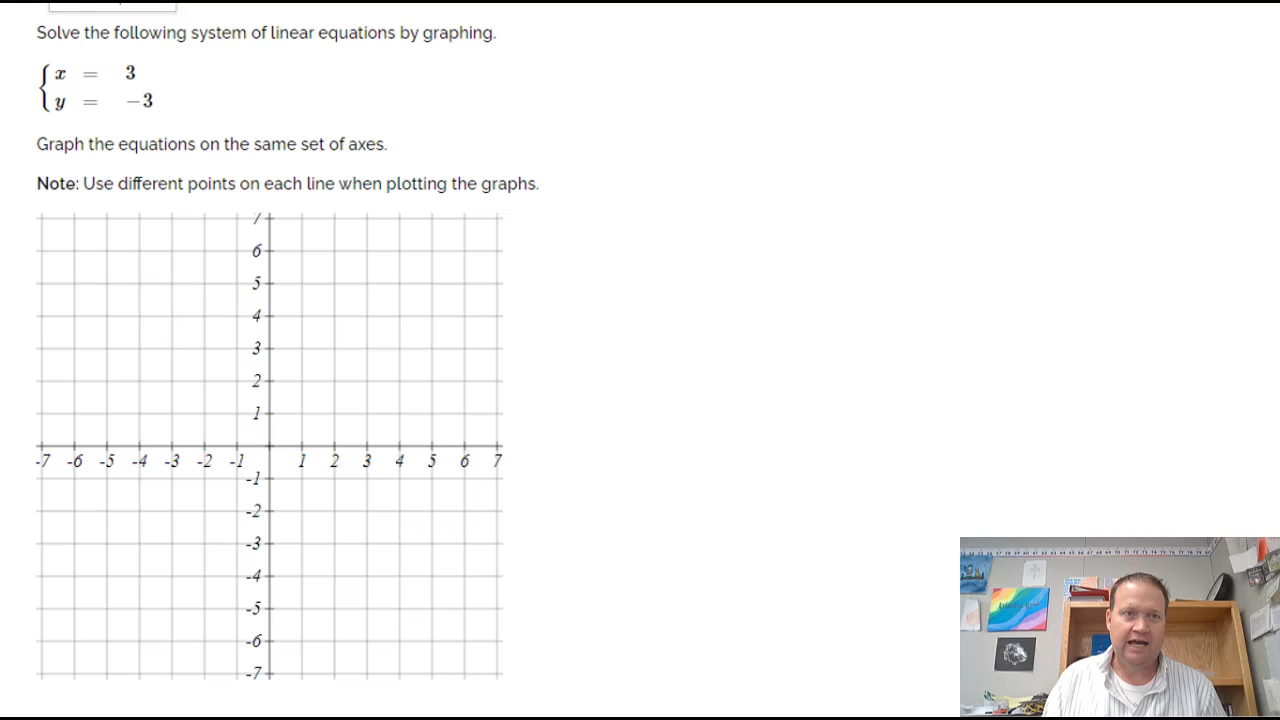 Solve the following system of linear equations by graphing.
x = 3
y = −3
Graph the equations on the same set of axes.
Note: Use different points on each line when plotting the graphs.
7
6
5
4
3
2
1
-7 -6 -5 -4 -3 -2 -1 1 2 3 4 5 6 7
-1
-2
-3
-4
-5
-6
-7